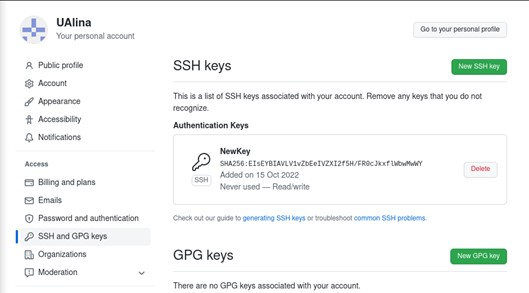 UAlina
Your personal account
Go to your personal profile
Public profile
Account
Appearance
Accessibility
Notifications
Access
Billing and plans
Emails
Password and authentication
SSH and GPG keys
Organizations
Moderation
SSH keys
New SSH key
This is a list of SSH keys associated with your account. Remove any keys that you do not
recognize.
Authentication Keys
NewKey
SHA256:EIsEYBIAVLV1vZbEeIVZXI2f5H/FR0cJkxflWbwMwWY
Added on 15 Oct 2022
Never used — Read/write
SSH
Delete
Check out our guide to generating SSH keys or troubleshoot common SSH problems.
GPG keys
New GPG key
There are no GPG keys associated with your account.